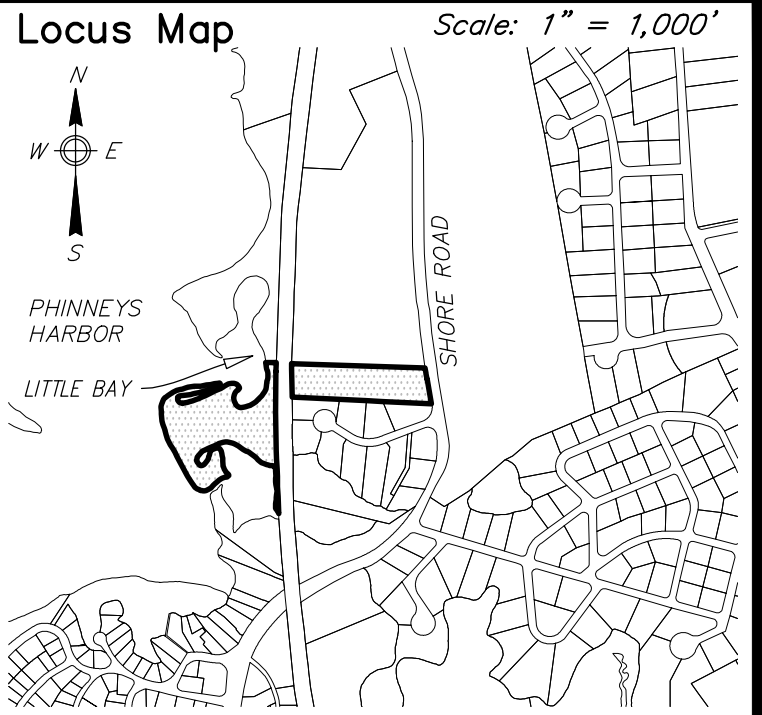 Locus Map
Scale: 1" = 1,000'
N
W E
S
SHORE ROAD
PHINNEYS
HARBOR
LITTLE BAY